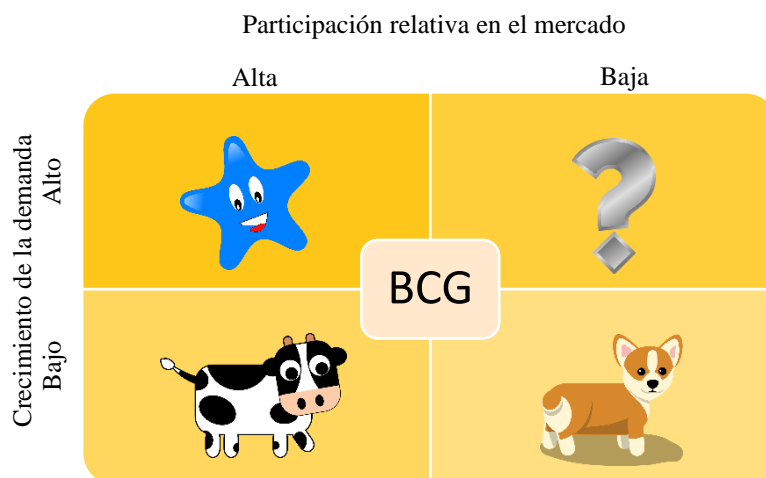 Participación relativa en el mercado
Alta
Baja
Crecimiento de la demanda
Alto
Bajo
BCG